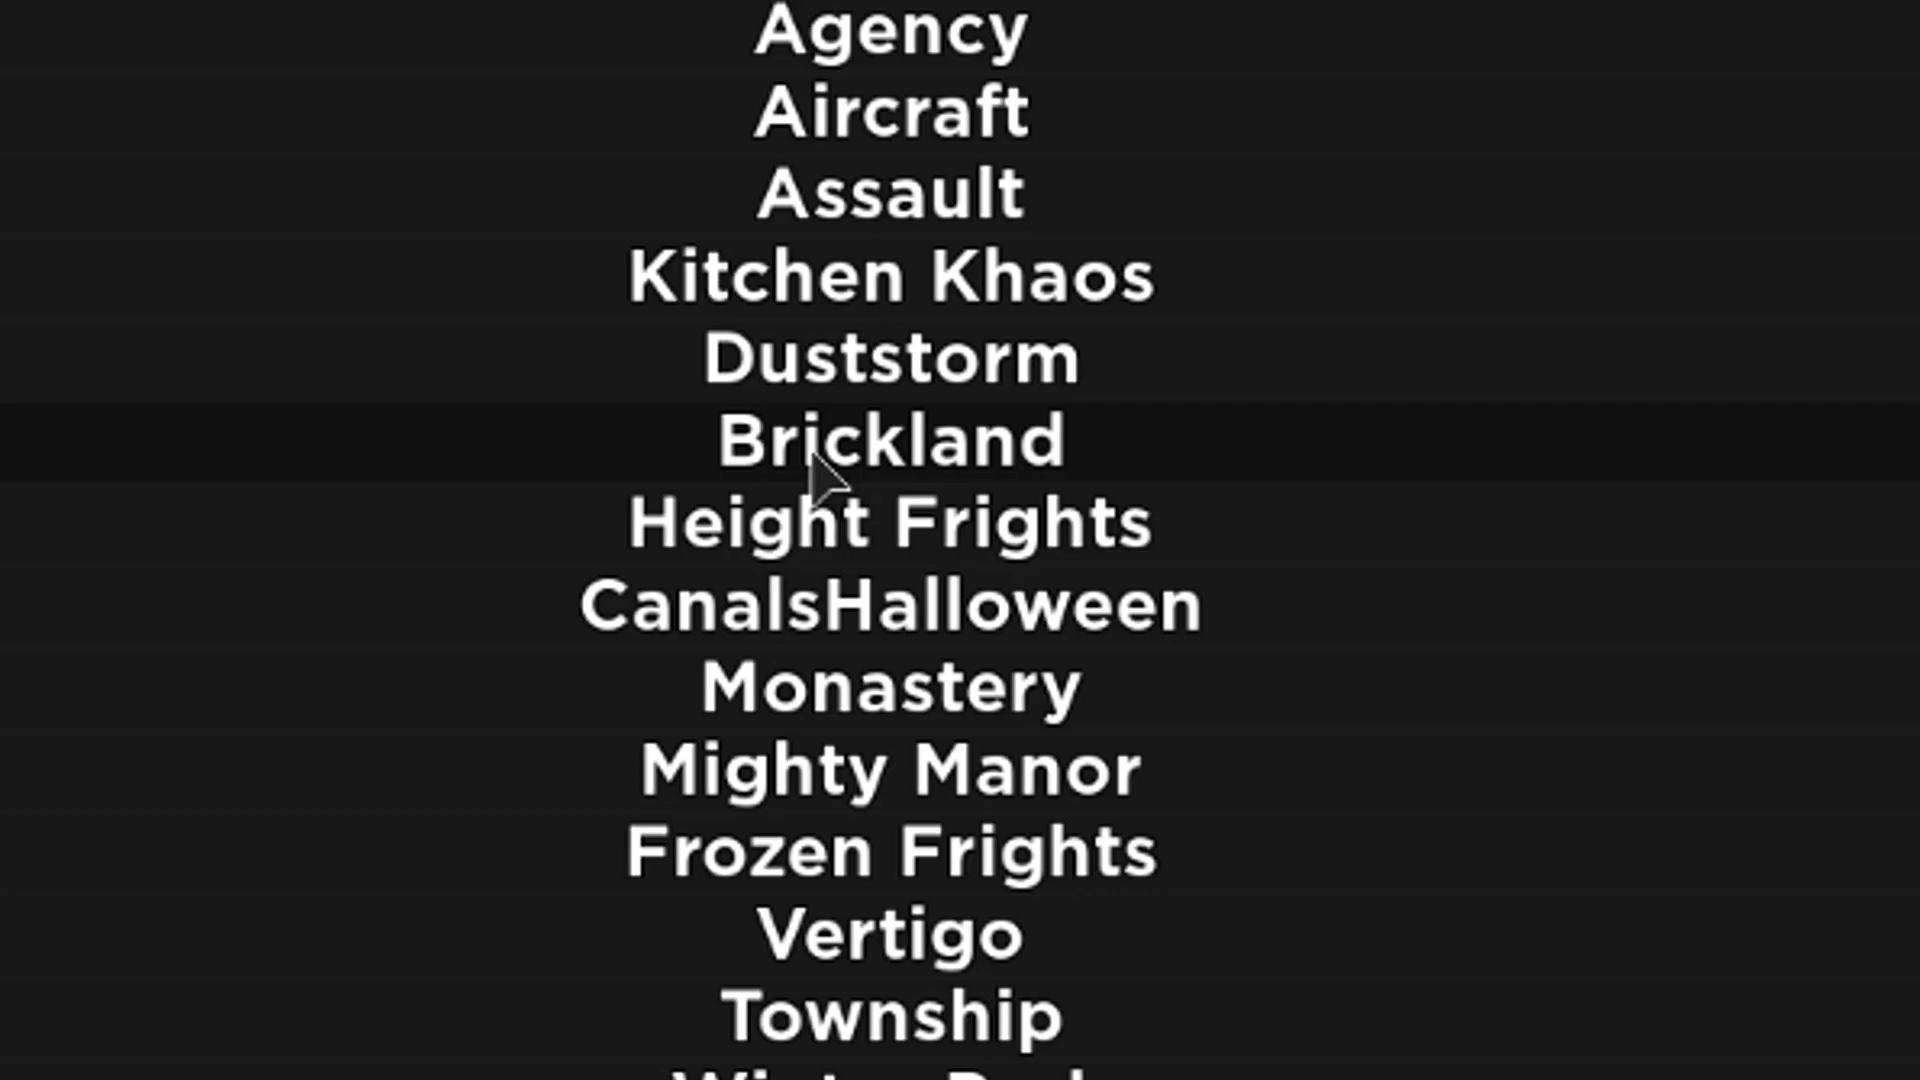 Agency
Aircraft
Assault
Kitchen Khaos
Duststorm
Brickland
Height Frights
CanalsHalloween
Monastery
Mighty Manor
Frozen Frights
Vertigo
Township